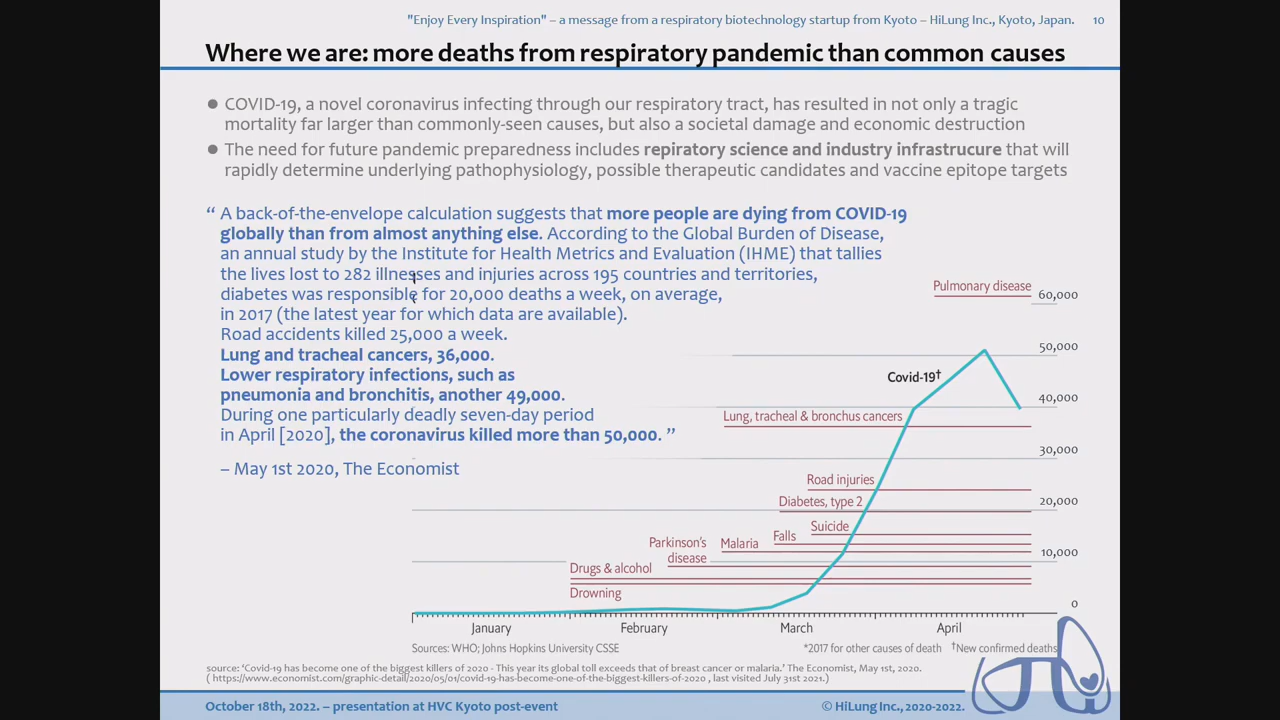 "Enjoy Every Inspiration" – a message from a respiratory biotechnology startup from Kyoto – HiLung Inc., Kyoto, Japan. 10
Where we are: more deaths from respiratory pandemic than common causes
● COVID-19, a novel coronavirus infecting through our respiratory tract, has resulted in not only a tragic
mortality far larger than commonly-seen causes, but also a societal damage and economic destruction
● The need for future pandemic preparedness includes repiratory science and industry infrastrucure that will
rapidly determine underlying pathophysiology, possible therapeutic candidates and vaccine epitope targets
“ A back-of-the-envelope calculation suggests that more people are dying from COVID-19
globally than from almost anything else. According to the Global Burden of Disease,
an annual study by the Institute for Health Metrics and Evaluation (IHME) that tallies
the lives lost to 282 illnesses and injuries across 195 countries and territories,
diabetes was responsible for 20,000 deaths a week, on average,
in 2017 (the latest year for which data are available).
Road accidents killed 25,000 a week.
Lung and tracheal cancers, 36,000.
Lower respiratory infections, such as
pneumonia and bronchitis, another 49,000.
During one particularly deadly seven-day period
in April [2020], the coronavirus killed more than 50,000. ”
– May 1st 2020, The Economist
Pulmonary disease
60,000
50,000
Covid-19†
40,000
Lung, tracheal & bronchus cancers
30,000
Road injuries
Diabetes, type 2
20,000
Suicide
Falls
Malaria
Parkinson's
disease
10,000
Drugs & alcohol
Drowning
0
January February March April
Sources: WHO; Johns Hopkins University CSSE *2017 for other causes of death †New confirmed deaths
source: ‘Covid-19 has become one of the biggest killers of 2020 - This year its global toll exceeds that of breast cancer or malaria.’ The Economist, May 1st, 2020.
( https://www.economist.com/graphic-detail/2020/05/01/covid-19-has-become-one-of-the-biggest-killers-of-2020 , last visited July 31st 2021.)
October 18th, 2022. – presentation at HVC Kyoto post-event © HiLung Inc., 2020-2022.